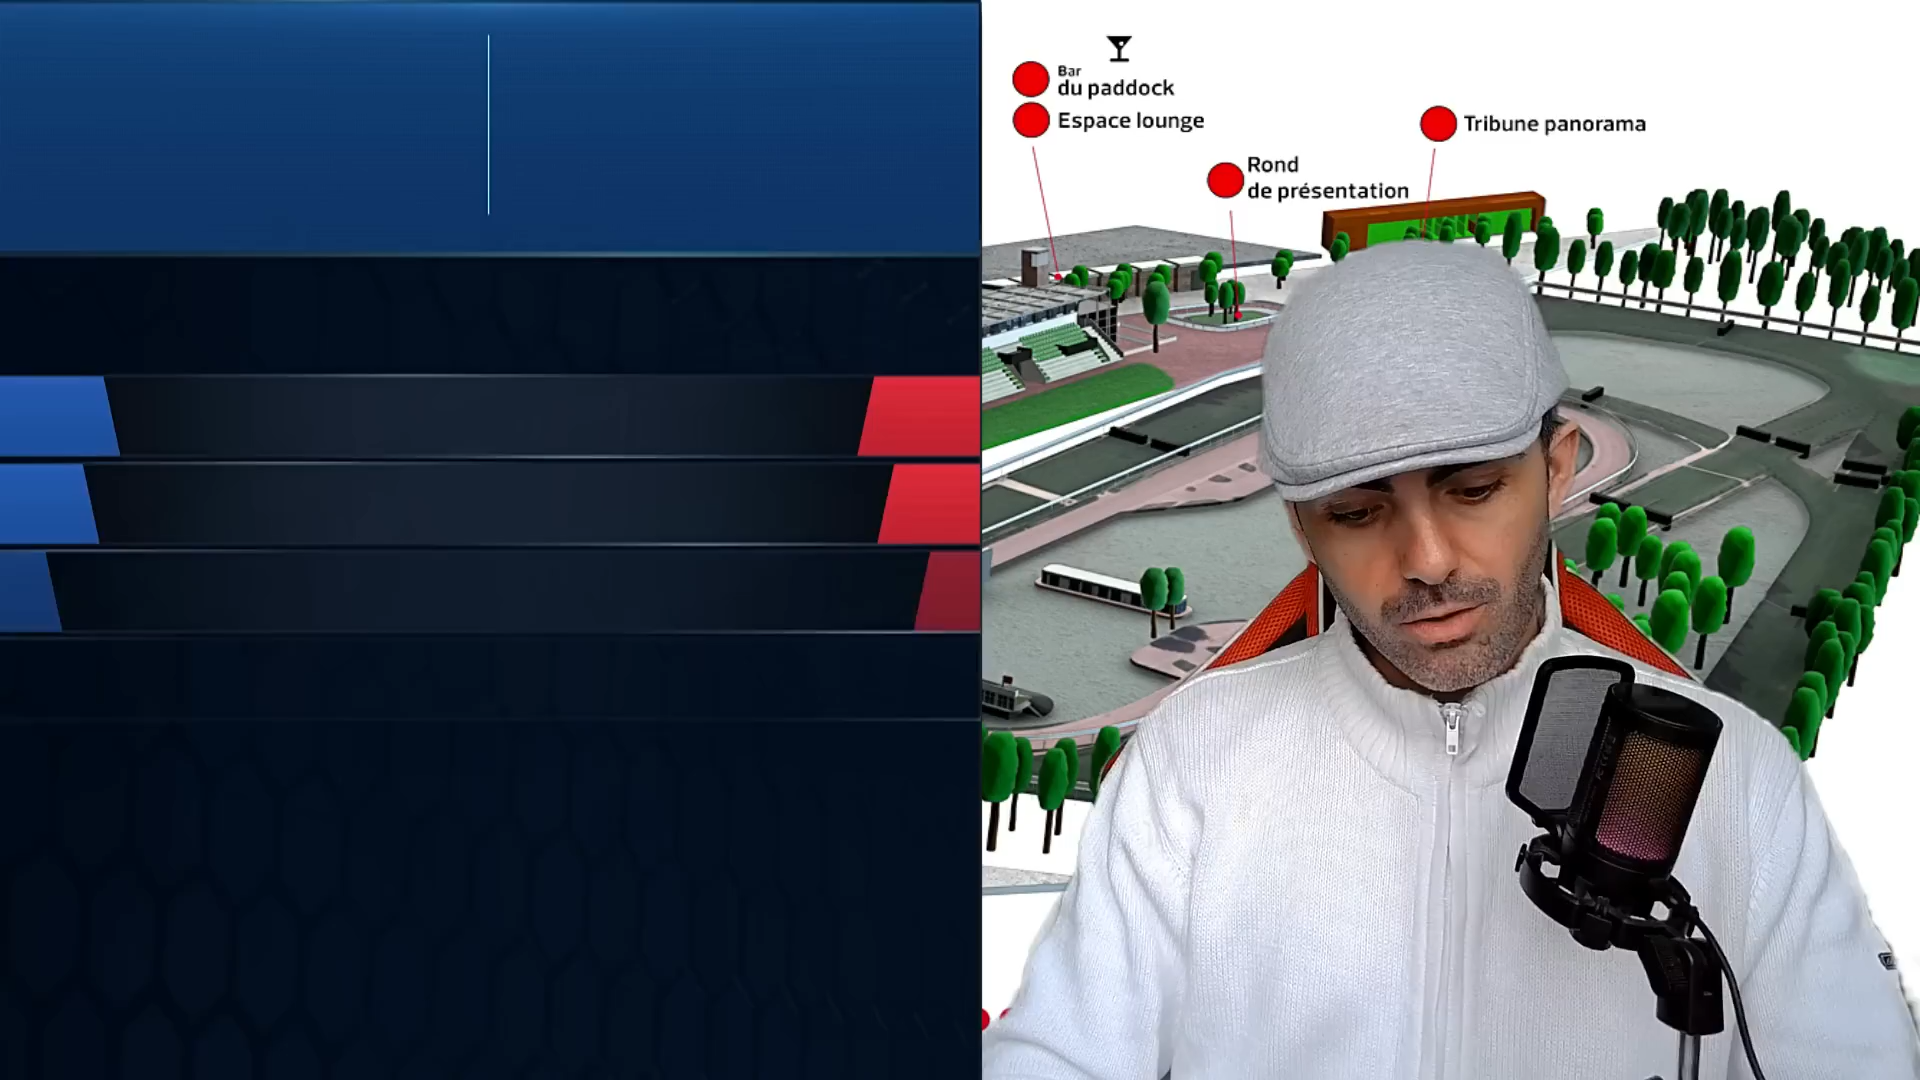 Bar
du paddock
Espace lounge
Rond
de présentation
Tribune panorama